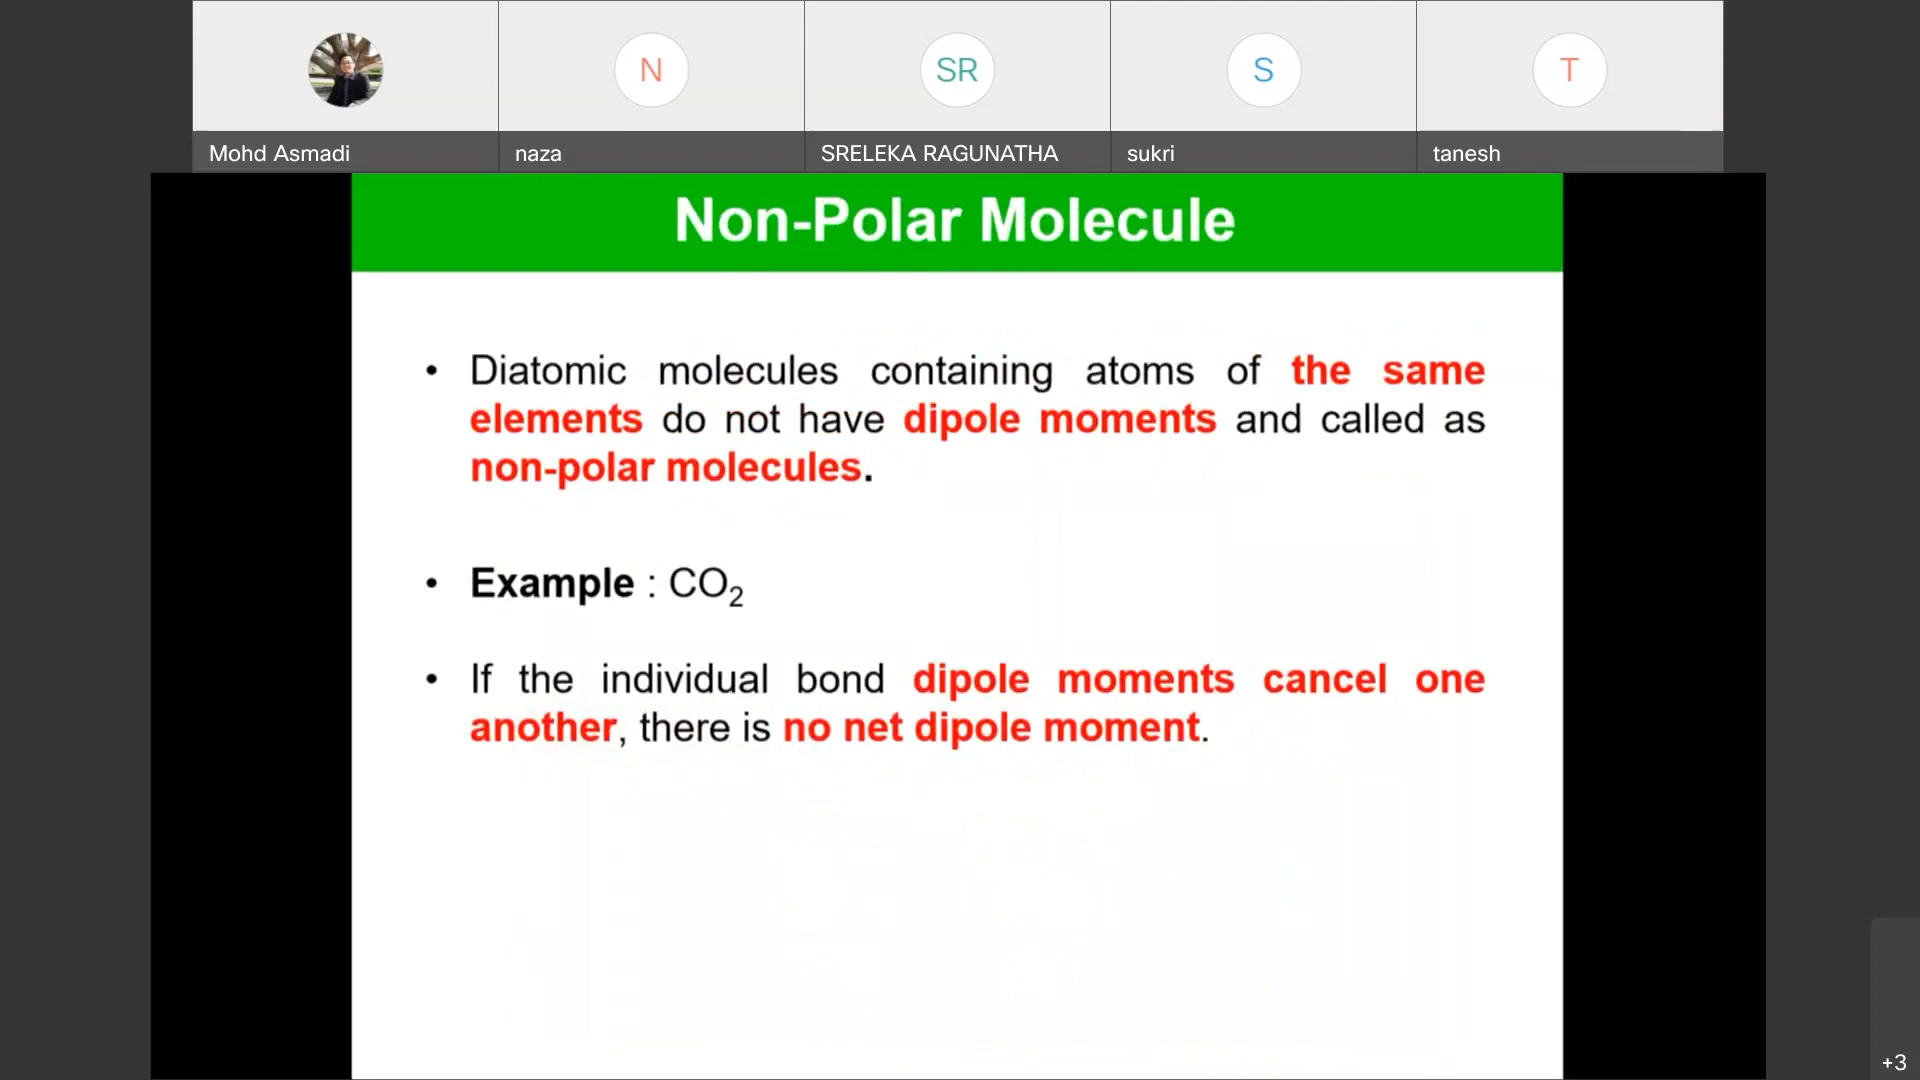 N
SR
S
T
Mohd Asmadi
naza
SRELEKA RAGUNATHA
sukri
tanesh
Non-Polar Molecule
• Diatomic molecules containing atoms of the same
elements do not have dipole moments and called as
non-polar molecules.
• Example : CO₂
• If the individual bond dipole moments cancel one
another, there is no net dipole moment.
+3